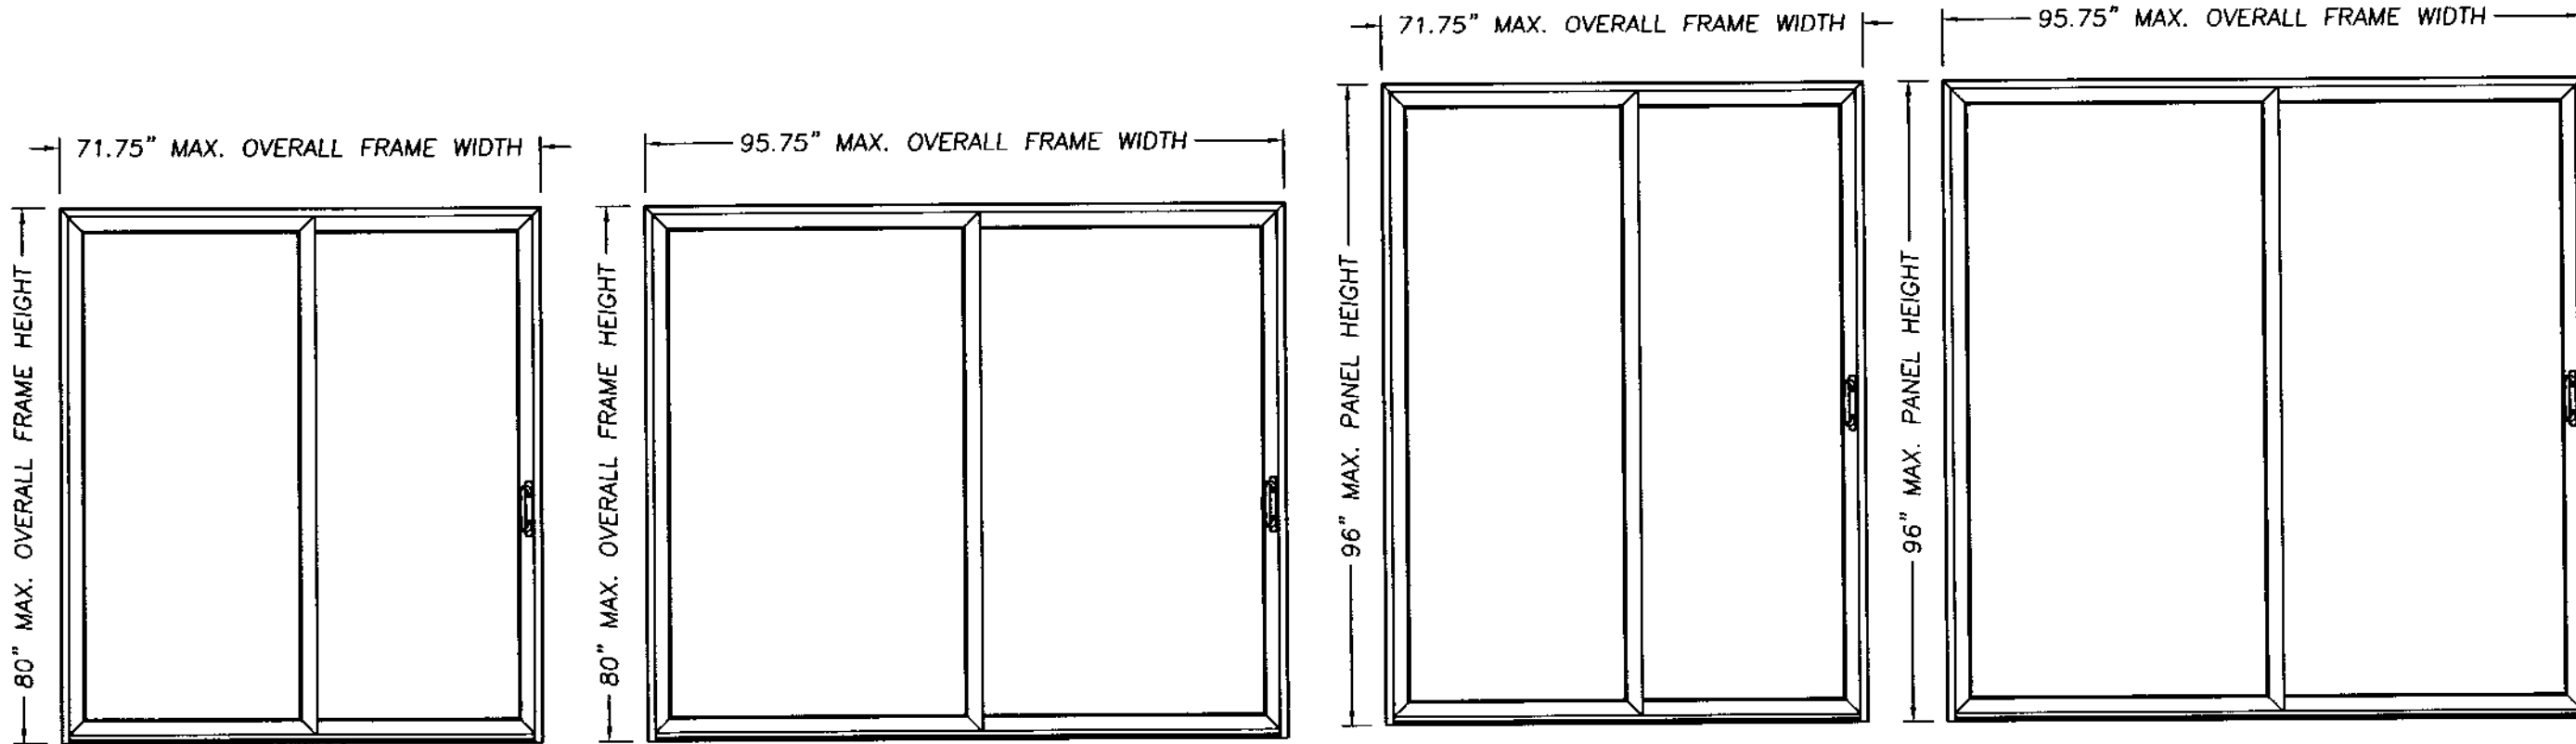 71.75" MAX. OVERALL FRAME WIDTH
80" MAX. OVERALL FRAME HEIGHT
95.75" MAX. OVERALL FRAME WIDTH
80" MAX. OVERALL FRAME HEIGHT
71.75" MAX. OVERALL FRAME WIDTH
96" MAX. PANEL HEIGHT
95.75" MAX. OVERALL FRAME WIDTH
96" MAX. PANEL HEIGHT